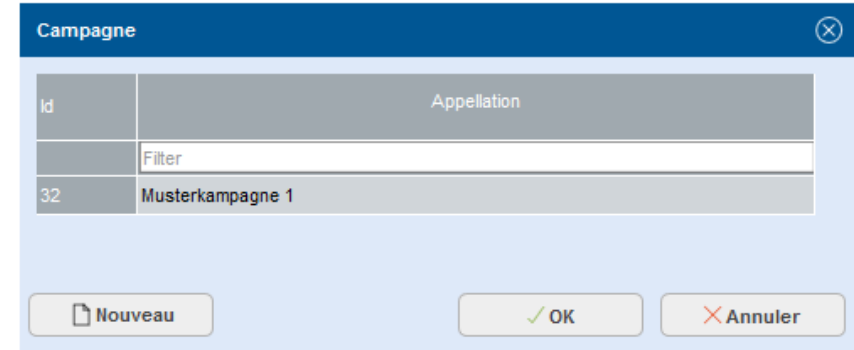 Campagne
Id Appellation
Filter
32 Musterkampagne 1
Nouveau OK Annuler